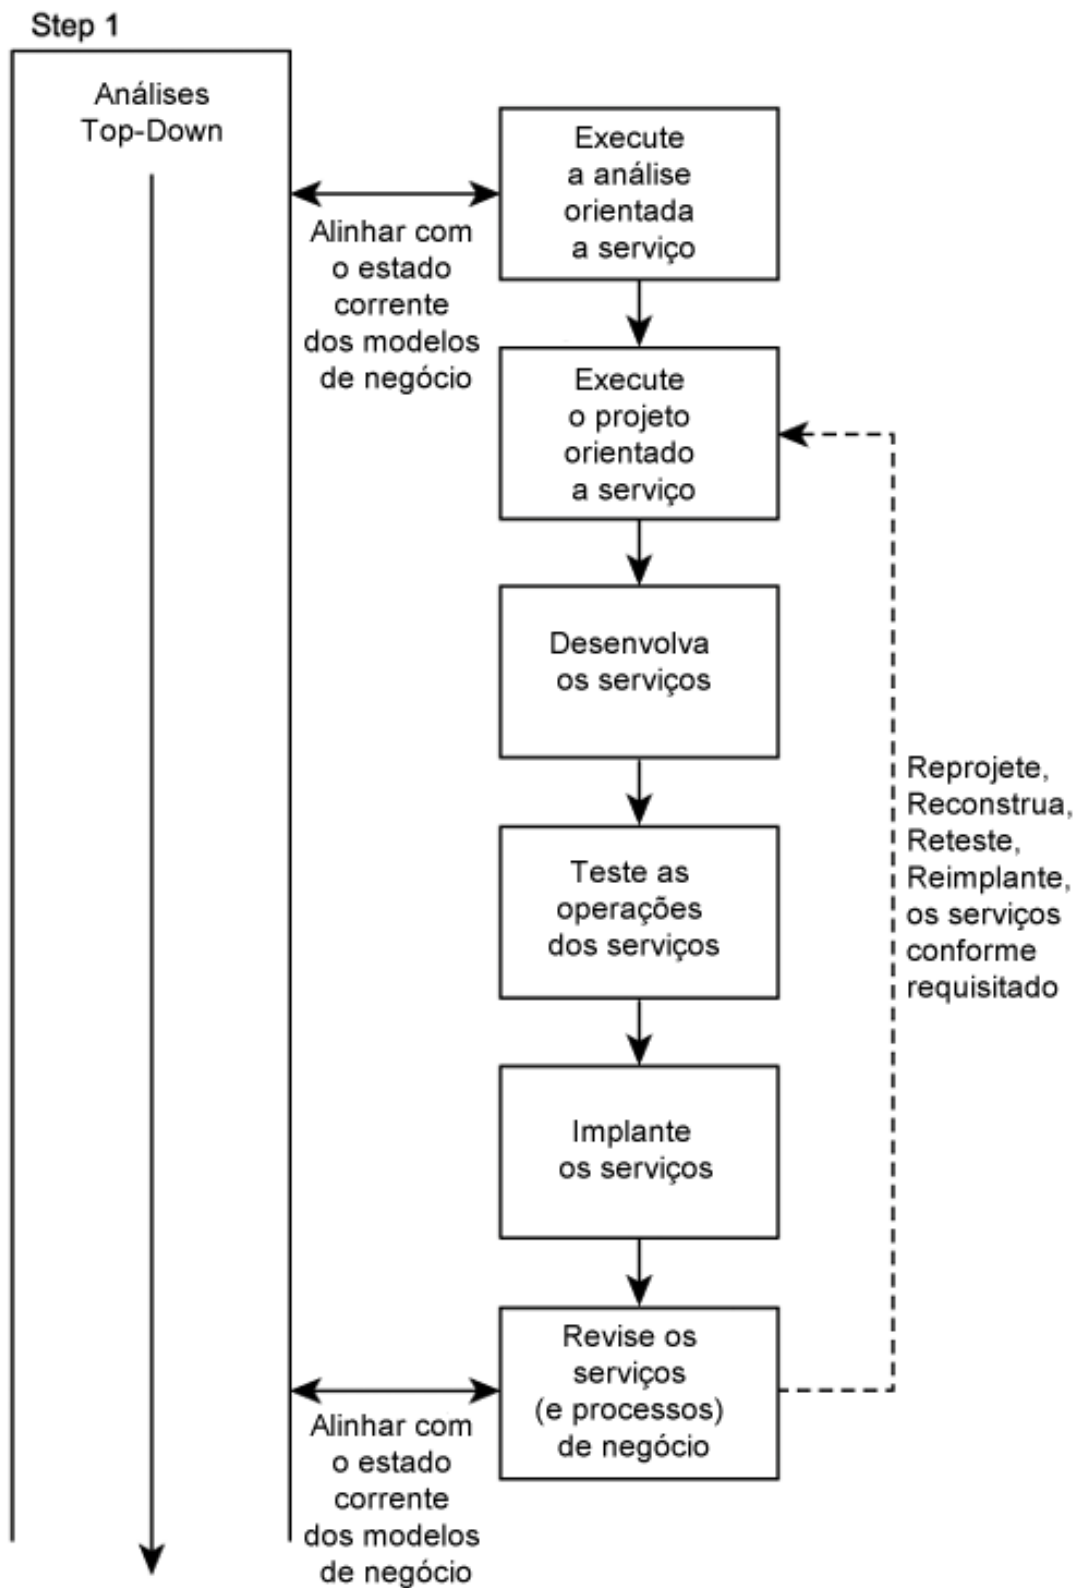 Step 1
Análises
Top-Down
Execute
a análise
orientada
a serviço
Alinhar com
o estado
corrente
dos modelos
de negócio
Execute
o projeto
orientado
a serviço
Desenvolva
os serviços
Reprojete,
Reconstrua,
Reteste,
Reimplante,
os serviços
conforme
requisitado
Teste as
operações
dos serviços
Implante
os serviços
Revise os
serviços
(e processos)
de negócio
Alinhar com
o estado
corrente
dos modelos
de negócio